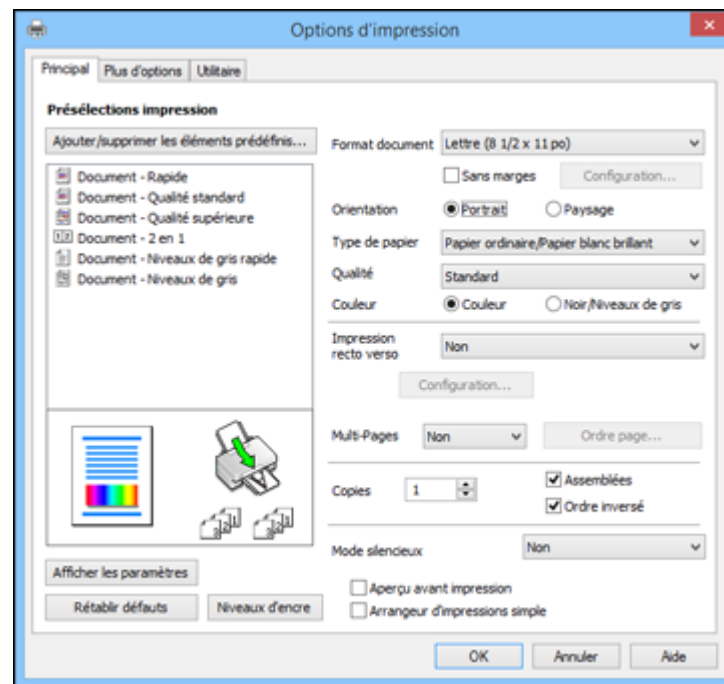 Options d'impression
Principal
Plus d'options
Utilitaire
Présélections impression
Ajouter/supprimer les éléments prédéfinis...
Document - Rapide
Document - Qualité standard
Document - Qualité supérieure
Document - 2 en 1
Document - Niveaux de gris rapide
Document - Niveaux de gris
Format document
Lettre (8 1/2 x 11 po)
Sans marges
Configuration...
Orientation
Portrait
Paysage
Type de papier
Papier ordinaire/Papier blanc brillant
Qualité
Standard
Couleur
Couleur
Noir/Niveaux de gris
Impression
recto verso
Non
Configuration...
Multi-Pages
Non
Ordre page...
Copies
1
Assemblées
Ordre inversé
Mode silencieux
Non
Aperçu avant impression
Arrangeur d'impressions simple
Afficher les paramètres
Rétablir défauts
Niveaux d'encre
OK
Annuler
Aide